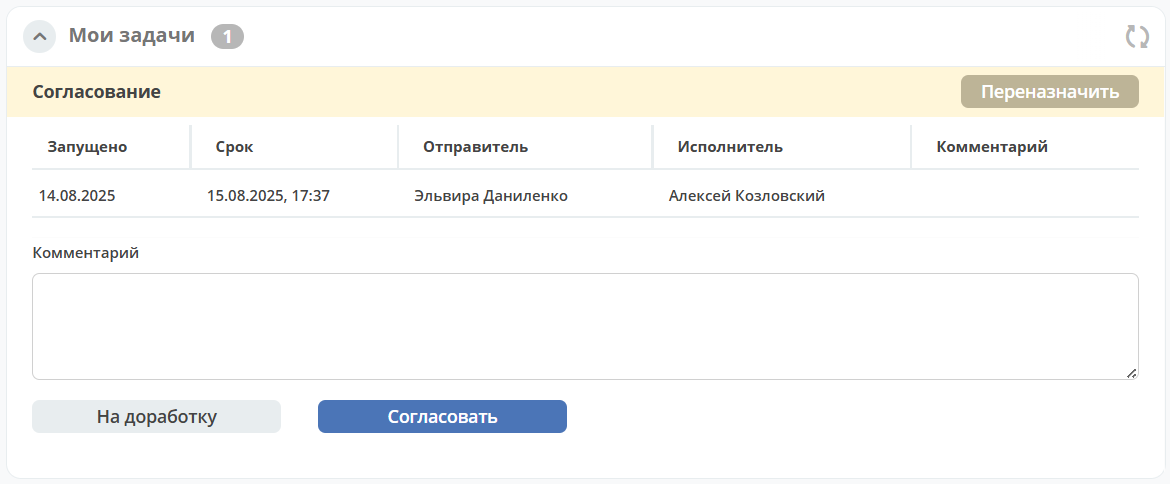 Мои задачи 1
Согласование Переназначить
Запущено Срок Отправитель Исполнитель Комментарий
14.08.2025 15.08.2025, 17:37 Эльвира Даниленко Алексей Козловский
Комментарий
На доработку Согласовать